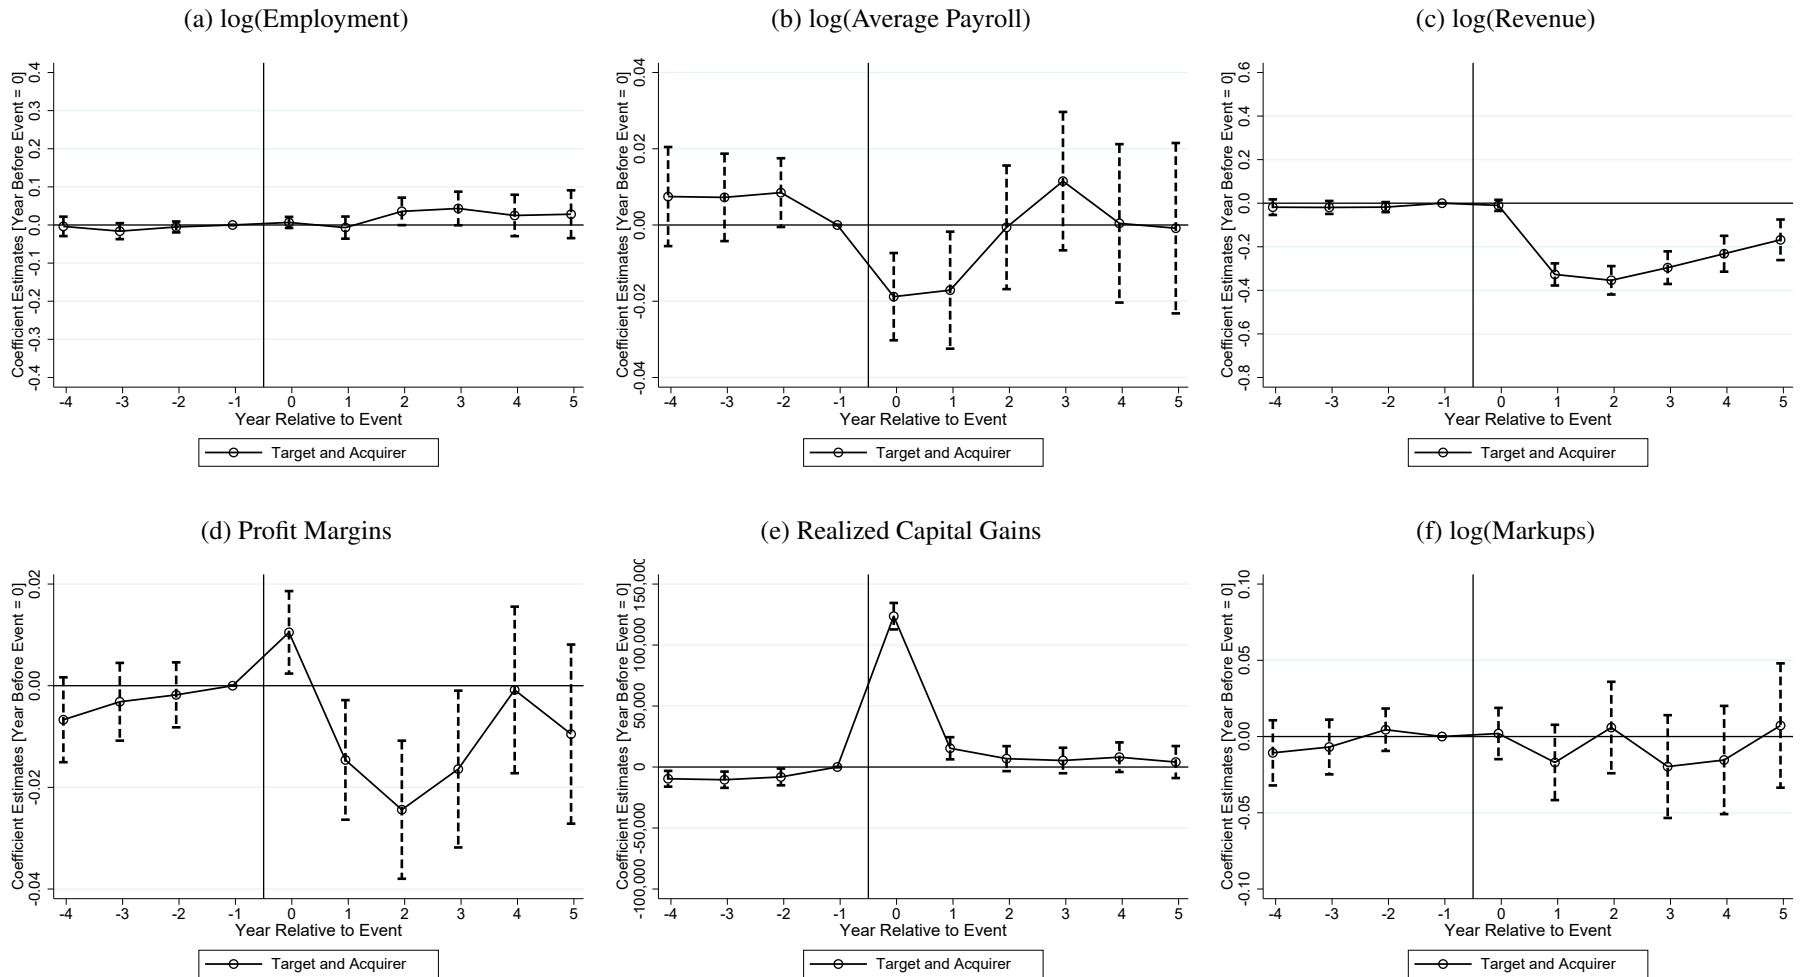 (a) log(Employment)
Coefficient Estimates [Year Before Event = 0]
0.4
0.3
0.2
0.1
0.0
-0.1
-0.2
-0.3
-0.4
-4 -3 -2 -1 0 1 2 3 4 5
Year Relative to Event
Target and Acquirer
(b) log(Average Payroll)
Coefficient Estimates [Year Before Event = 0]
0.04
0.02
0.00
-0.02
-0.04
-4 -3 -2 -1 0 1 2 3 4 5
Year Relative to Event
Target and Acquirer
(c) log(Revenue)
Coefficient Estimates [Year Before Event = 0]
0.6
0.4
0.2
0.0
-0.2
-0.4
-0.6
-0.8
-4 -3 -2 -1 0 1 2 3 4 5
Year Relative to Event
Target and Acquirer
(d) Profit Margins
Coefficient Estimates [Year Before Event = 0]
0.02
0.00
-0.02
-0.04
-4 -3 -2 -1 0 1 2 3 4 5
Year Relative to Event
Target and Acquirer
(e) Realized Capital Gains
Coefficient Estimates [Year Before Event = 0]
150,000
100,000
50,000
0
-50,000
-100,000
-4 -3 -2 -1 0 1 2 3 4 5
Year Relative to Event
Target and Acquirer
(f) log(Markups)
Coefficient Estimates [Year Before Event = 0]
0.10
0.05
0.00
-0.05
-0.10
-4 -3 -2 -1 0 1 2 3 4 5
Year Relative to Event
Target and Acquirer